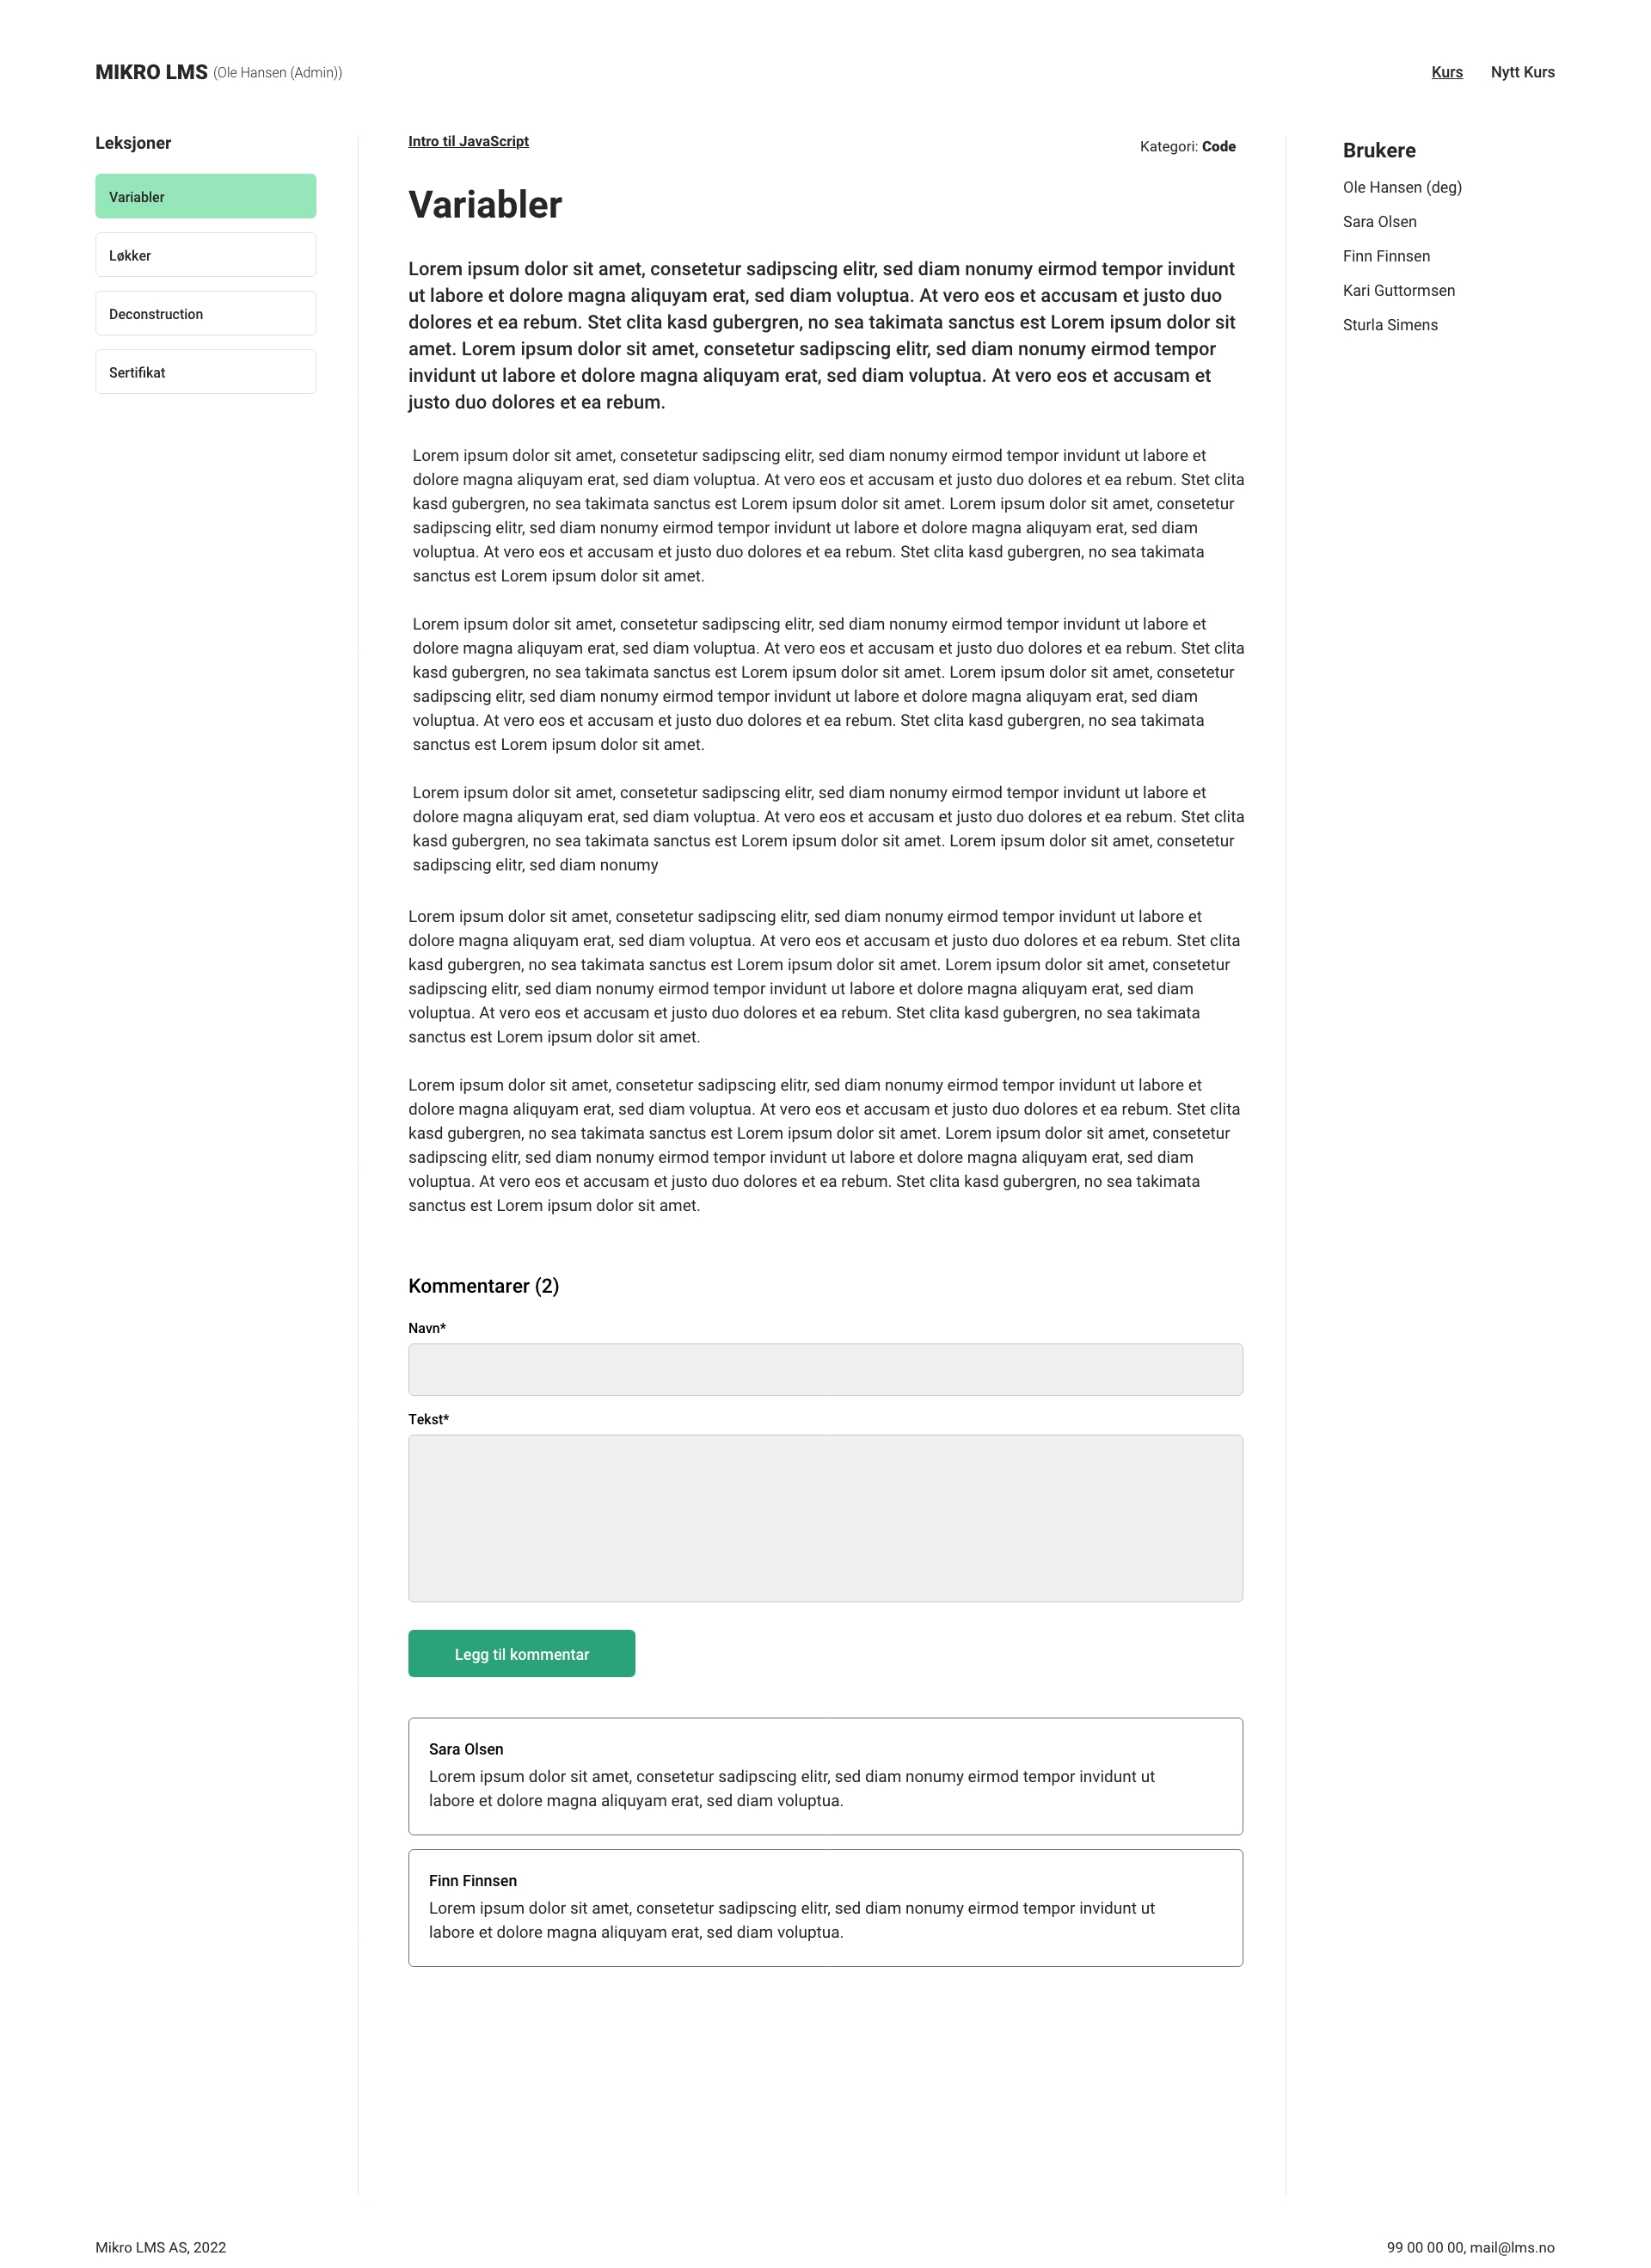 MIKRO LMS (Ole Hansen (Admin))
Kurs
Nytt Kurs
Leksjoner
Variabler
Løkker
Deconstruction
Sertifikat
Intro til JavaScript
Kategori: Code
Variabler
Lorem ipsum dolor sit amet, consetetur sadipscing elitr, sed diam nonumy eirmod tempor invidunt
ut labore et dolore magna aliquyam erat, sed diam voluptua. At vero eos et accusam et justo duo
dolores et ea rebum. Stet clita kasd gubergren, no sea takimata sanctus est Lorem ipsum dolor sit
amet. Lorem ipsum dolor sit amet, consetetur sadipscing elitr, sed diam nonumy eirmod tempor
invidunt ut labore et dolore magna aliquyam erat, sed diam voluptua. At vero eos et accusam et
justo duo dolores et ea rebum.
Lorem ipsum dolor sit amet, consetetur sadipscing elitr, sed diam nonumy eirmod tempor invidunt ut labore et
dolore magna aliquyam erat, sed diam voluptua. At vero eos et accusam et justo duo dolores et ea rebum. Stet clita
kasd gubergren, no sea takimata sanctus est Lorem ipsum dolor sit amet. Lorem ipsum dolor sit amet, consetetur
sadipscing elitr, sed diam nonumy eirmod tempor invidunt ut labore et dolore magna aliquyam erat, sed diam
voluptua. At vero eos et accusam et justo duo dolores et ea rebum. Stet clita kasd gubergren, no sea takimata
sanctus est Lorem ipsum dolor sit amet.
Lorem ipsum dolor sit amet, consetetur sadipscing elitr, sed diam nonumy eirmod tempor invidunt ut labore et
dolore magna aliquyam erat, sed diam voluptua. At vero eos et accusam et justo duo dolores et ea rebum. Stet clita
kasd gubergren, no sea takimata sanctus est Lorem ipsum dolor sit amet. Lorem ipsum dolor sit amet, consetetur
sadipscing elitr, sed diam nonumy eirmod tempor invidunt ut labore et dolore magna aliquyam erat, sed diam
voluptua. At vero eos et accusam et justo duo dolores et ea rebum. Stet clita kasd gubergren, no sea takimata
sanctus est Lorem ipsum dolor sit amet.
Lorem ipsum dolor sit amet, consetetur sadipscing elitr, sed diam nonumy eirmod tempor invidunt ut labore et
dolore magna aliquyam erat, sed diam voluptua. At vero eos et accusam et justo duo dolores et ea rebum. Stet clita
kasd gubergren, no sea takimata sanctus est Lorem ipsum dolor sit amet. Lorem ipsum dolor sit amet, consetetur
sadipscing elitr, sed diam nonumy
Lorem ipsum dolor sit amet, consetetur sadipscing elitr, sed diam nonumy eirmod tempor invidunt ut labore et
dolore magna aliquyam erat, sed diam voluptua. At vero eos et accusam et justo duo dolores et ea rebum. Stet clita
kasd gubergren, no sea takimata sanctus est Lorem ipsum dolor sit amet. Lorem ipsum dolor sit amet, consetetur
sadipscing elitr, sed diam nonumy eirmod tempor invidunt ut labore et dolore magna aliquyam erat, sed diam
voluptua. At vero eos et accusam et justo duo dolores et ea rebum. Stet clita kasd gubergren, no sea takimata
sanctus est Lorem ipsum dolor sit amet.
Lorem ipsum dolor sit amet, consetetur sadipscing elitr, sed diam nonumy eirmod tempor invidunt ut labore et
dolore magna aliquyam erat, sed diam voluptua. At vero eos et accusam et justo duo dolores et ea rebum. Stet clita
kasd gubergren, no sea takimata sanctus est Lorem ipsum dolor sit amet. Lorem ipsum dolor sit amet, consetetur
sadipscing elitr, sed diam nonumy eirmod tempor invidunt ut labore et dolore magna aliquyam erat, sed diam
voluptua. At vero eos et accusam et justo duo dolores et ea rebum. Stet clita kasd gubergren, no sea takimata
sanctus est Lorem ipsum dolor sit amet.
Kommentarer (2)
Navn*
Tekst*
Legg til kommentar
Sara Olsen
Lorem ipsum dolor sit amet, consetetur sadipscing elitr, sed diam nonumy eirmod tempor invidunt ut
labore et dolore magna aliquyam erat, sed diam voluptua.
Finn Finnsen
Lorem ipsum dolor sit amet, consetetur sadipscing elitr, sed diam nonumy eirmod tempor invidunt ut
labore et dolore magna aliquyam erat, sed diam voluptua.
Brukere
Ole Hansen (deg)
Sara Olsen
Finn Finnsen
Kari Guttormsen
Sturla Simens
Mikro LMS AS, 2022
99 00 00 00, mail@lms.no